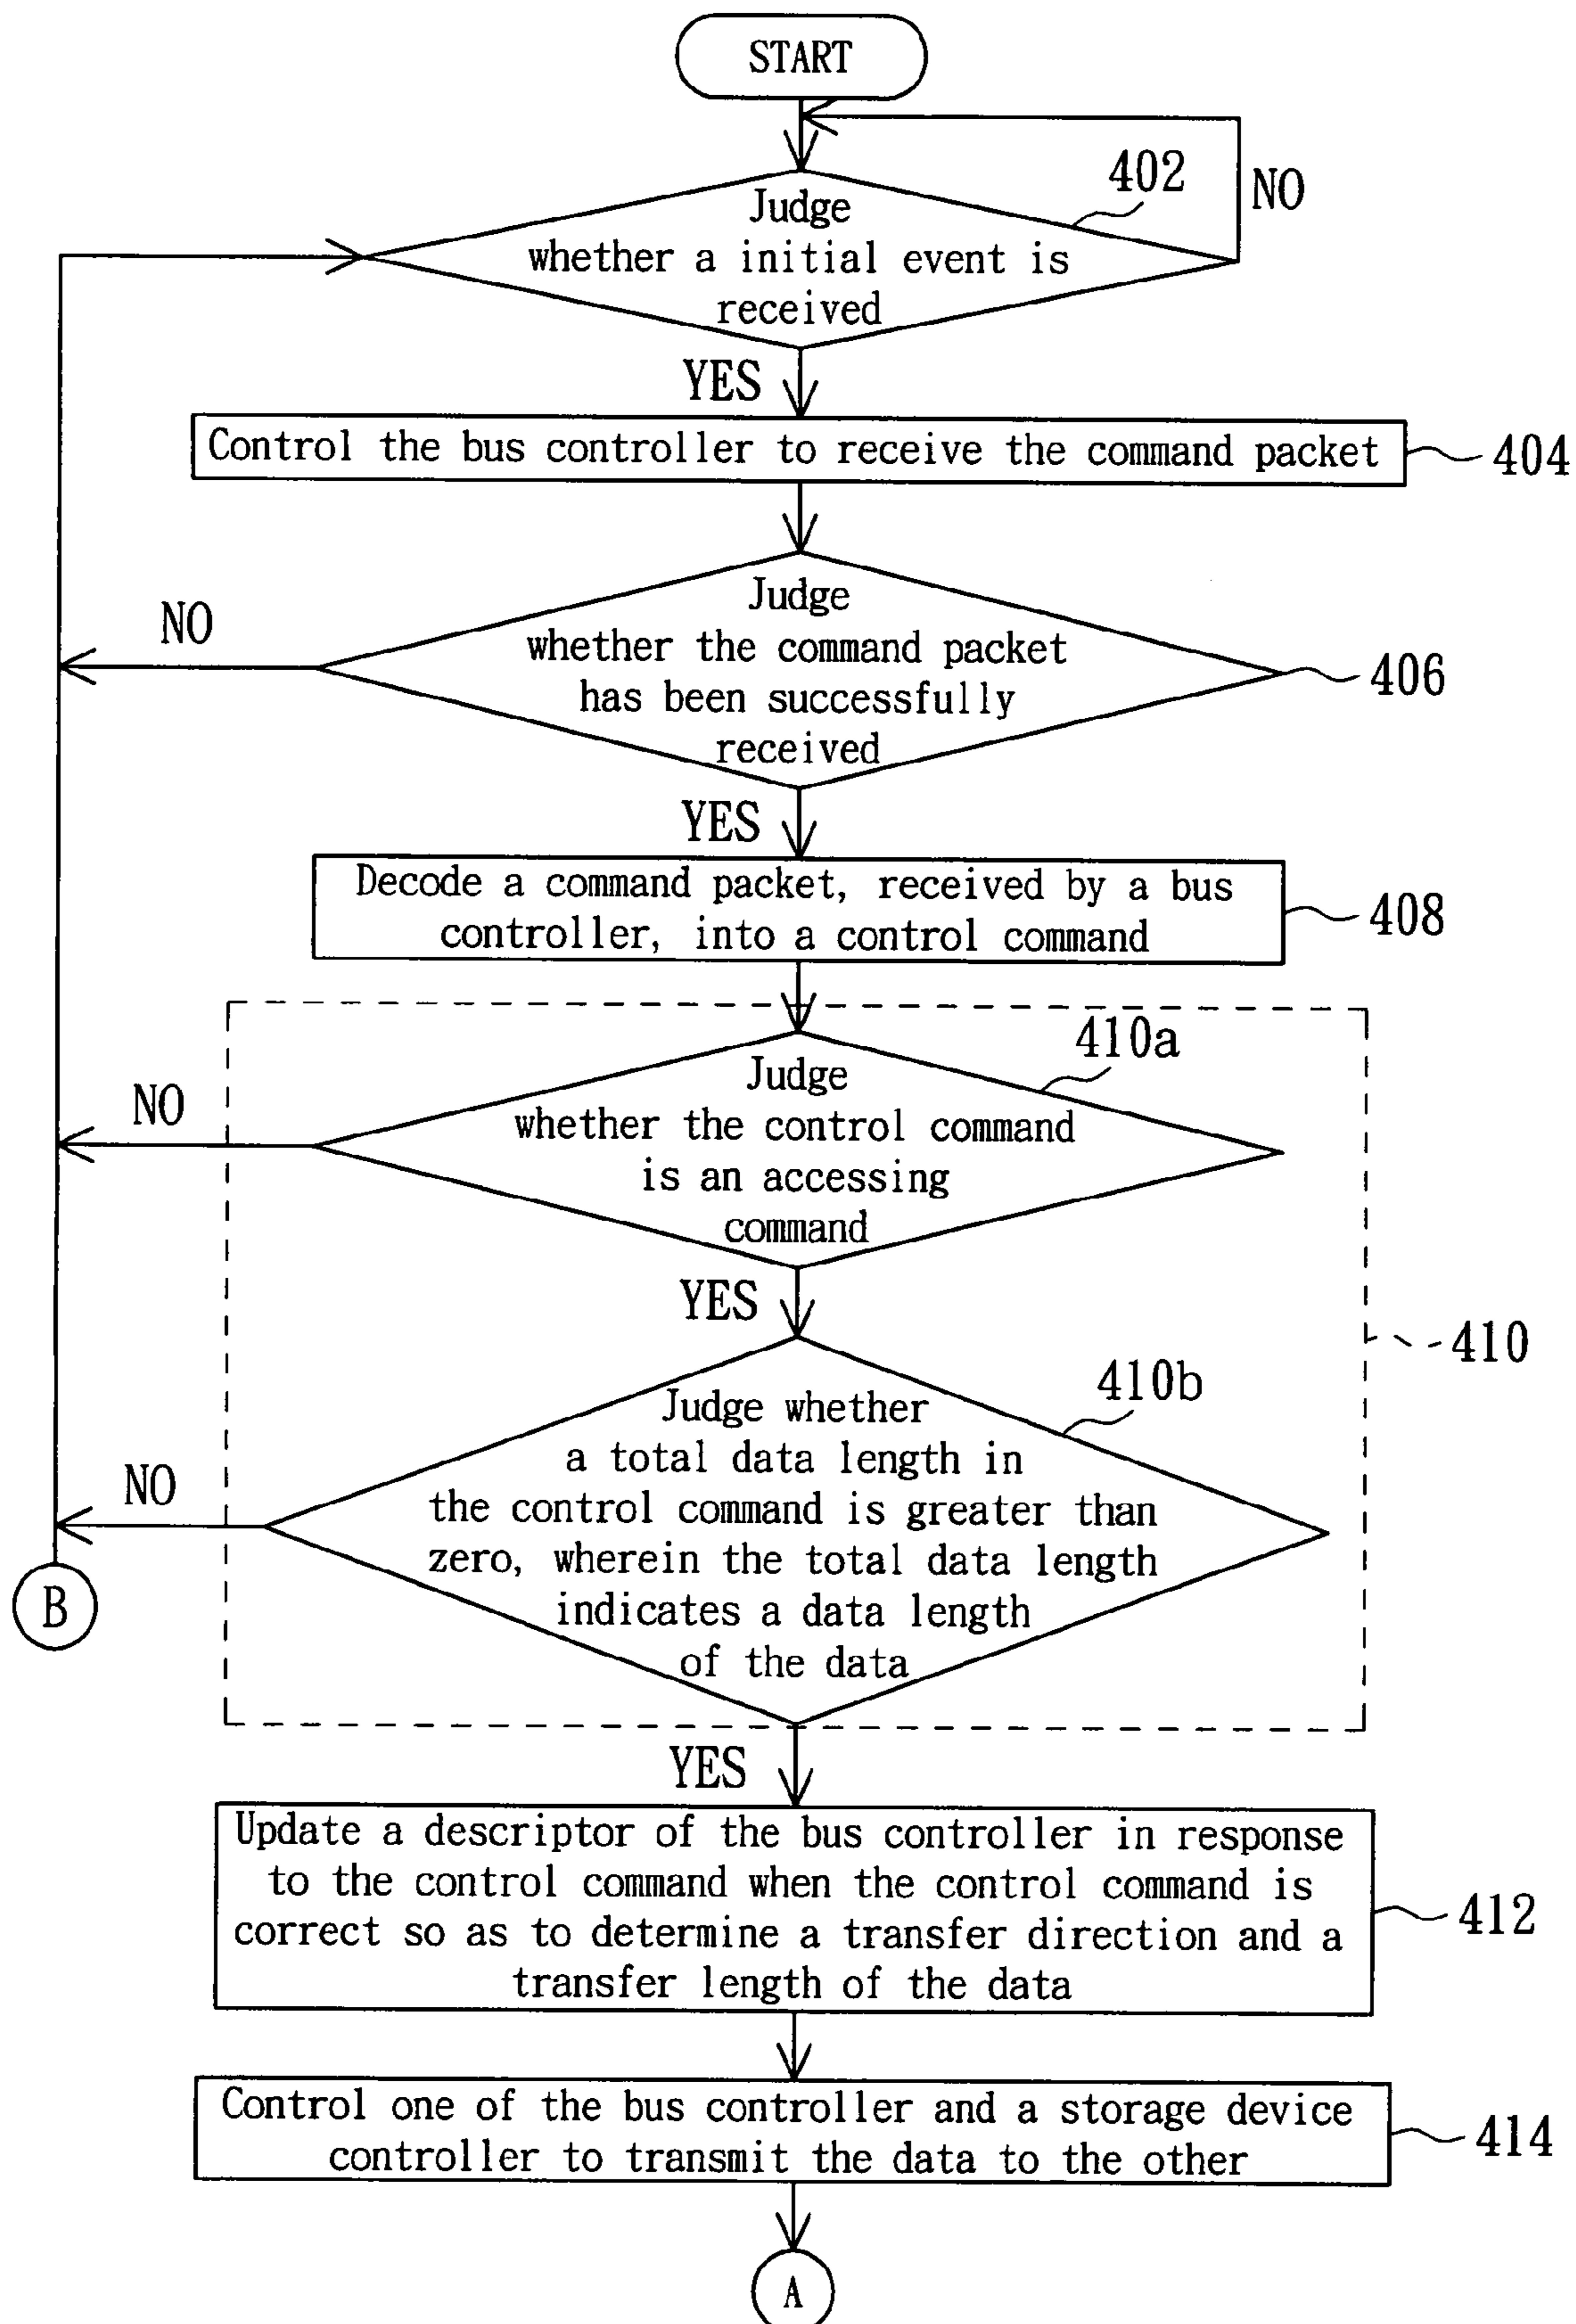 START
402
NO
Judge
whether a initial event is
received
YES
Control the bus controller to receive the command packet
404
Judge
whether the command packet
has been successfully
received
NO
406
YES
Decode a command packet, received by a bus
controller, into a control command
408
410a
Judge
whether the control command
is an accessing
command
NO
YES
410
410b
Judge whether
a total data length in
the control command is greater than
zero, wherein the total data length
indicates a data length
of the data
NO
B
YES
Update a descriptor of the bus controller in response
to the control command when the control command is
correct so as to determine a transfer direction and a
transfer length of the data
412
Control one of the bus controller and a storage device
controller to transmit the data to the other
414
A